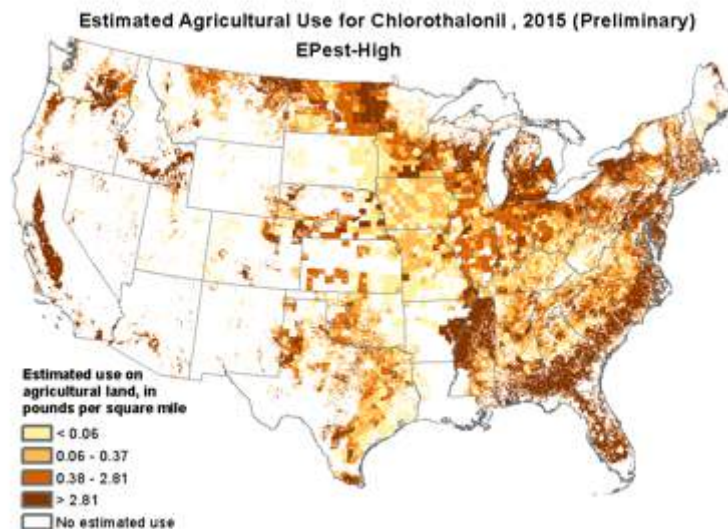 Estimated Agricultural Use for Chlorothalonil , 2015 (Preliminary)
EPest-High
Estimated use on
agricultural land, in
pounds per square mile
< 0.06
0.06 - 0.37
0.38 - 2.81
> 2.81
No estimated use